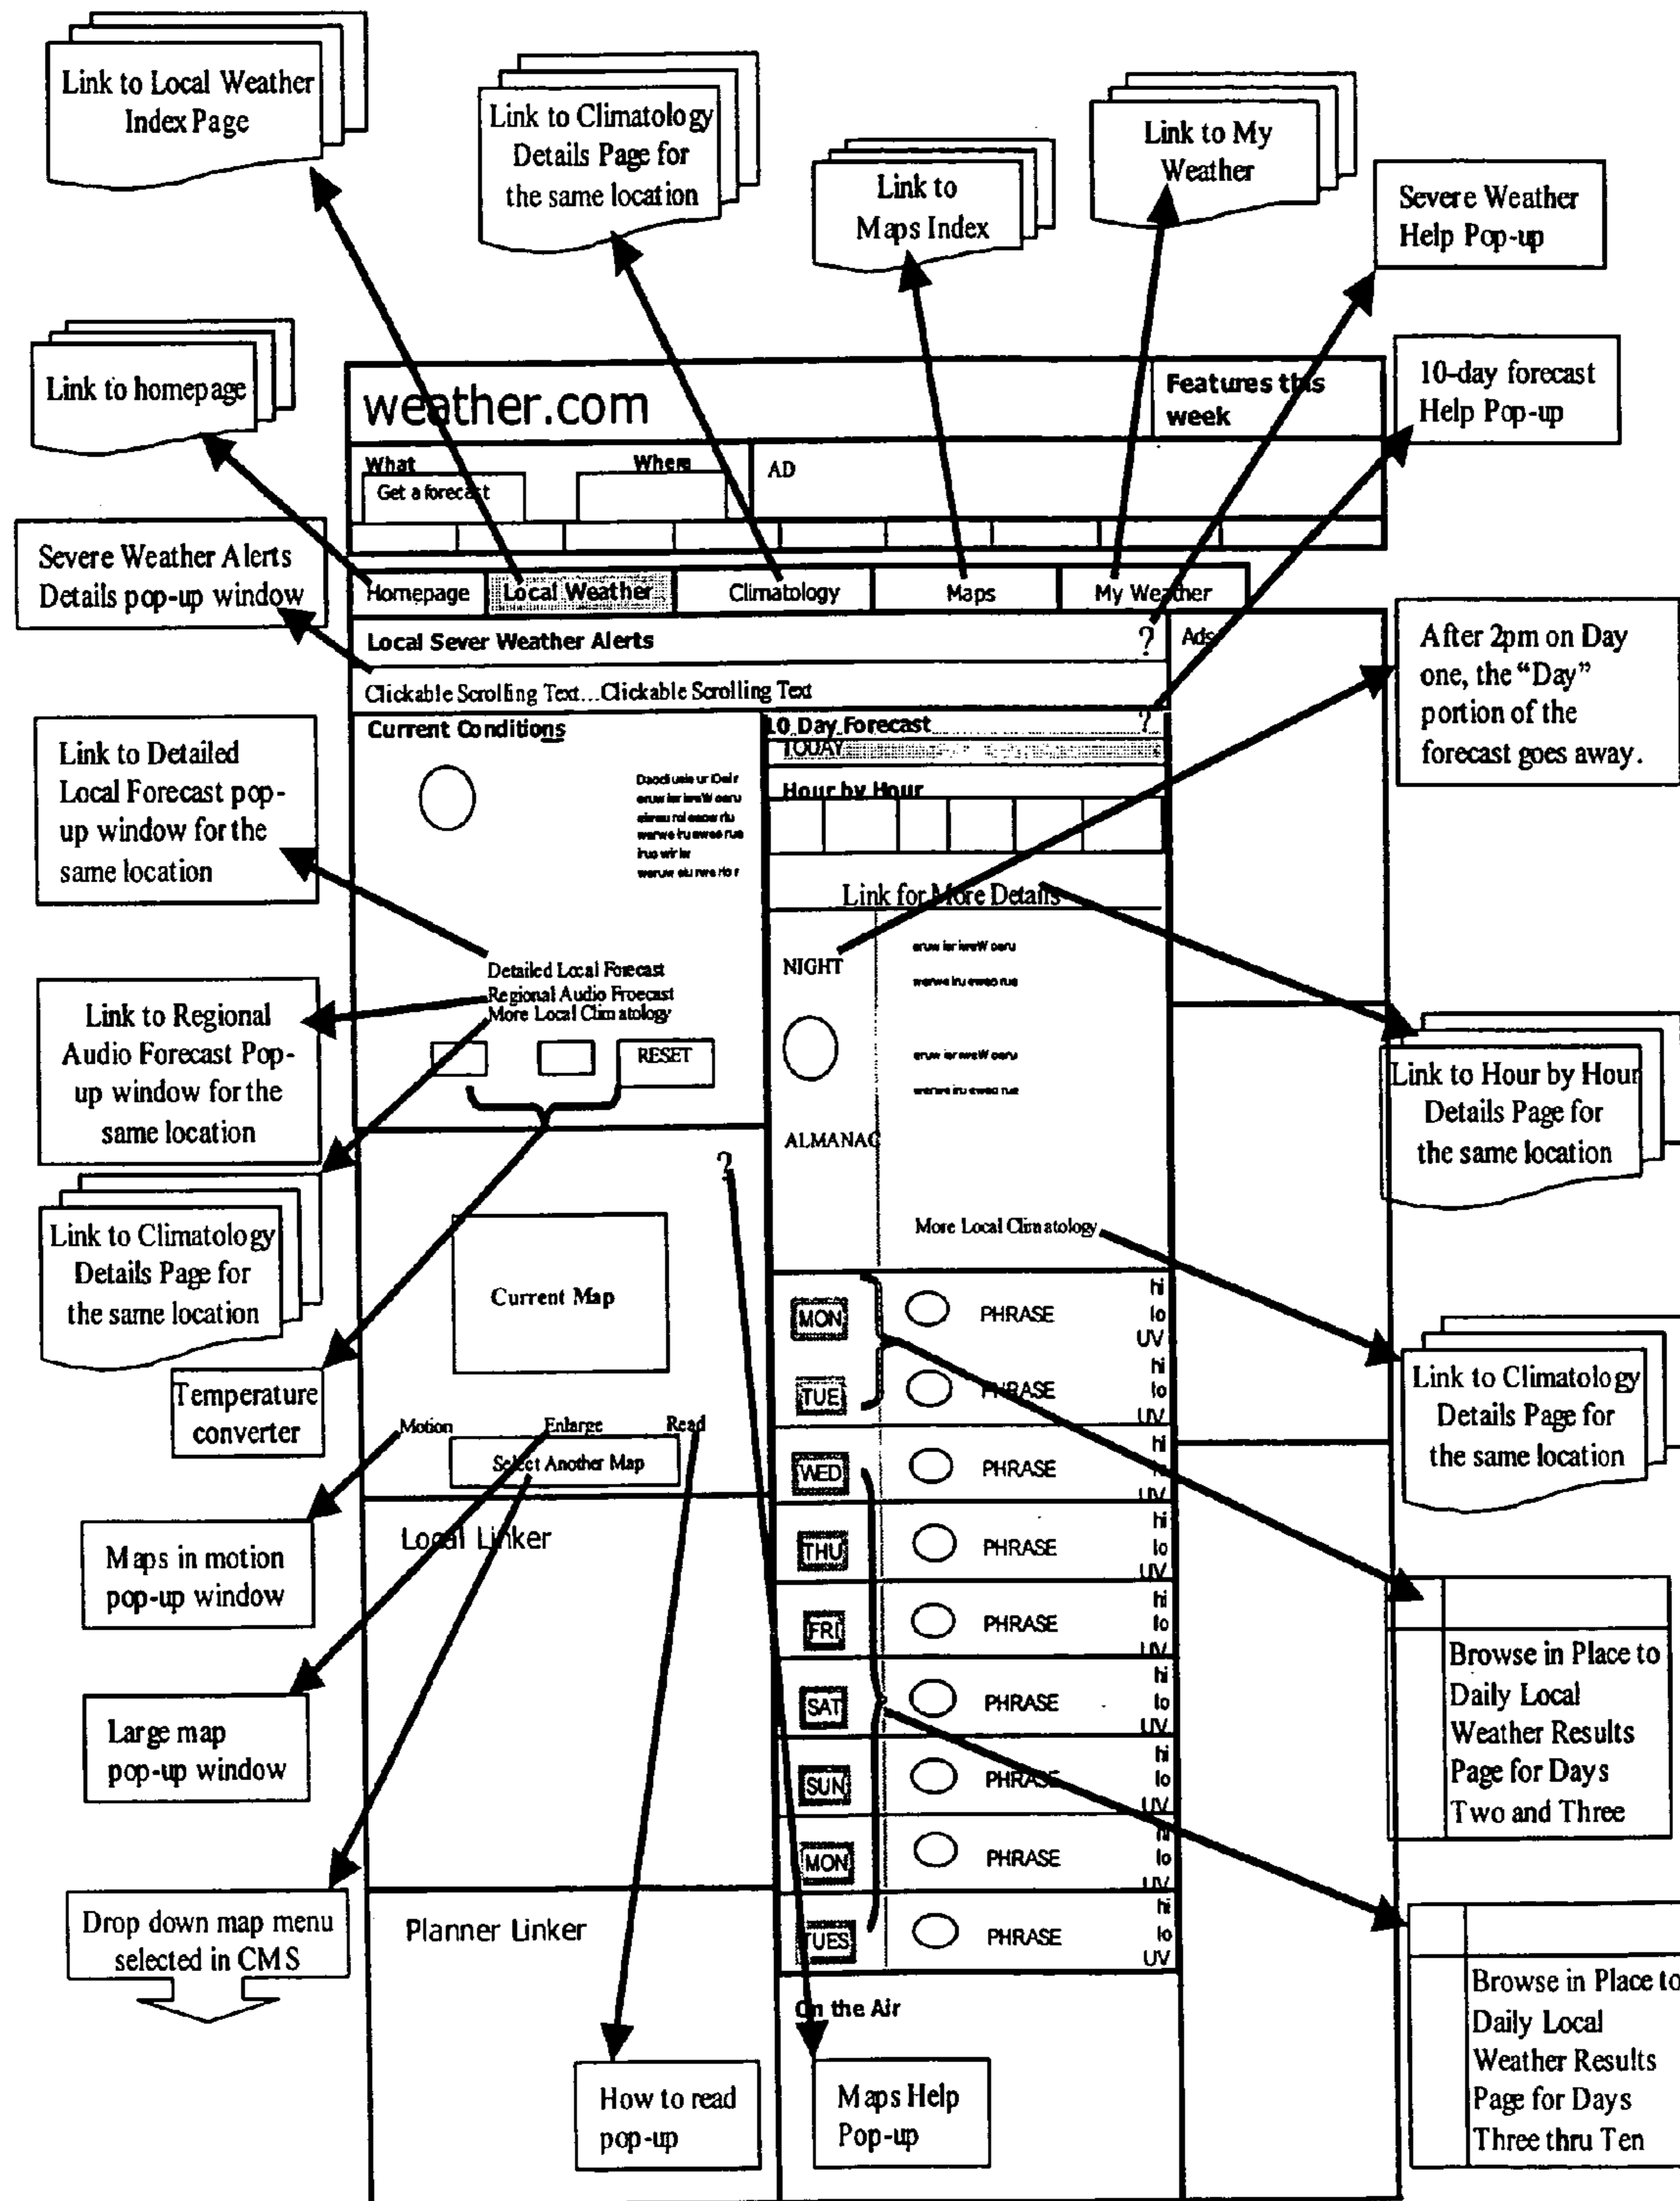 Link to Local Weather
Index Page
Link to Climatology
Details Page for
the same location
Link to
Maps Index
Link to My
Weather
Severe Weather
Help Pop-up
Link to homepage
weather.com
Features this
week
10-day forecast
Help Pop-up
What
Where
Get a forecast
AD
Severe Weather Alerts
Details pop-up window
Homepage
Local Weather
Climatology
Maps
My Weather
Local Sever Weather Alerts
?
Ads
Clickable Scrolling Text...Clickable Scrolling Text
After 2pm on Day
one, the “Day”
portion of the
forecast goes away.
Current Conditions
10 Day Forecast
?
TODAY
Hour by Hour
Link to Detailed
Local Forecast pop-
up window for the
same location
Link for More Details
NIGHT
Detailed Local Forecast
Regional Audio Froecast
More Local Climatology
RESET
Link to Regional
Audio Forecast Pop-
up window for the
same location
Link to Hour by Hour
Details Page for
the same location
ALMANAC
?
More Local Climatology
Link to Climatology
Details Page for
the same location
Current Map
Temperature
converter
Motion
Enlarge
Read
Select Another Map
Link to Climatology
Details Page for
the same location
MON
PHRASE
hi
lo
UV
TUE
PHRASE
hi
lo
UV
WED
PHRASE
hi
UV
THU
PHRASE
hi
lo
UV
FRI
PHRASE
hi
lo
UV
SAT
PHRASE
hi
lo
UV
SUN
PHRASE
hi
lo
UV
MON
PHRASE
hi
lo
UV
TUES
PHRASE
hi
lo
UV
Maps in motion
pop-up window
Local Linker
Large map
pop-up window
Browse in Place to
Daily Local
Weather Results
Page for Days
Two and Three
Drop down map menu
selected in CMS
Planner Linker
On the Air
Browse in Place to
Daily Local
Weather Results
Page for Days
Three thru Ten
How to read
pop-up
Maps Help
Pop-up